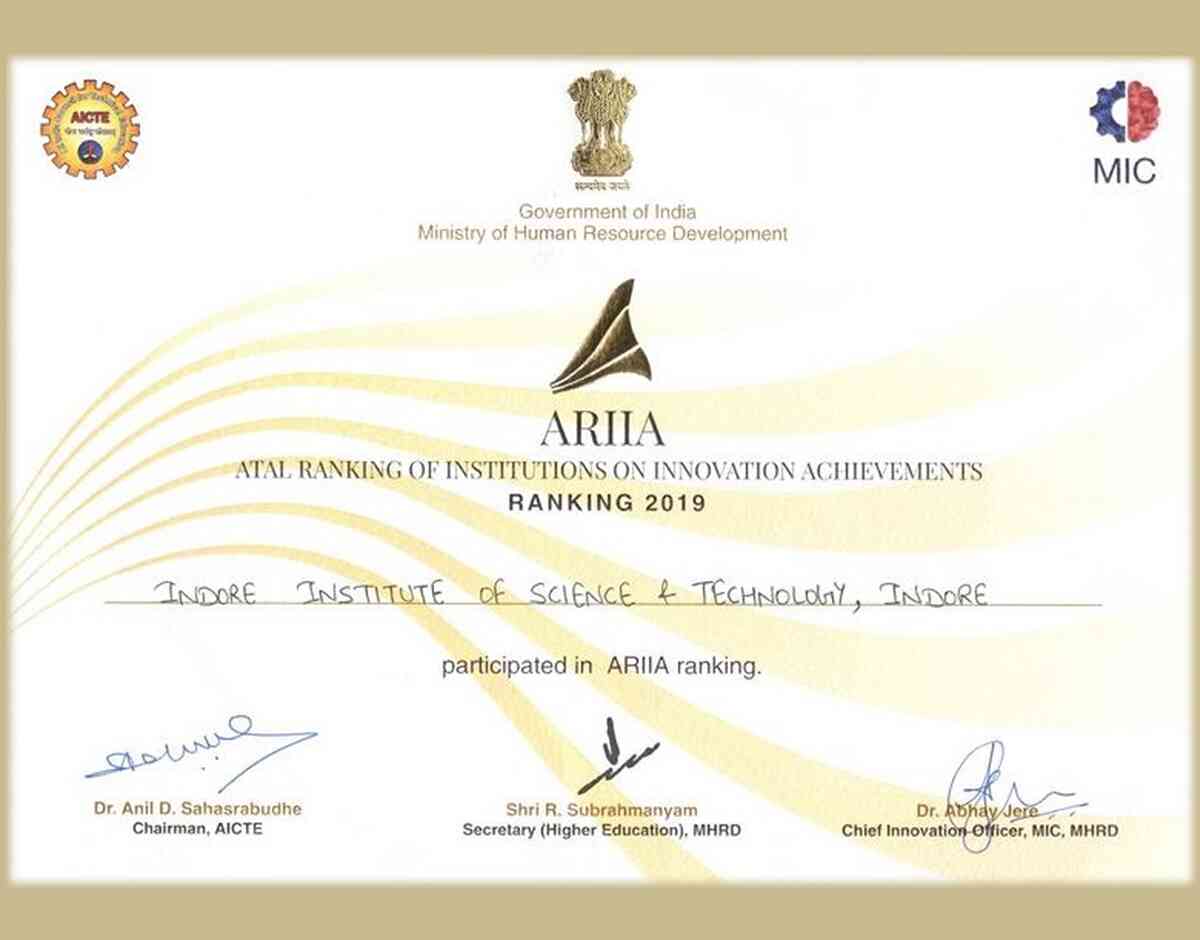 AICTE
सत्यमेव जयते
MIC
Government of India
Ministry of Human Resource Development
ARIIA
ATAL RANKING OF INSTITUTIONS ON INNOVATION ACHIEVEMENTS
RANKING 2019
INDORE INSTITUTE OF SCIENCE & TECHNOLOGY, INDORE
participated in ARIIA ranking.
Dr. Anil D. Sahasrabudhe
Chairman, AICTE
Shri R. Subrahmanyam
Secretary (Higher Education), MHRD
Dr. Abhay Jere
Chief Innovation Officer, MIC, MHRD